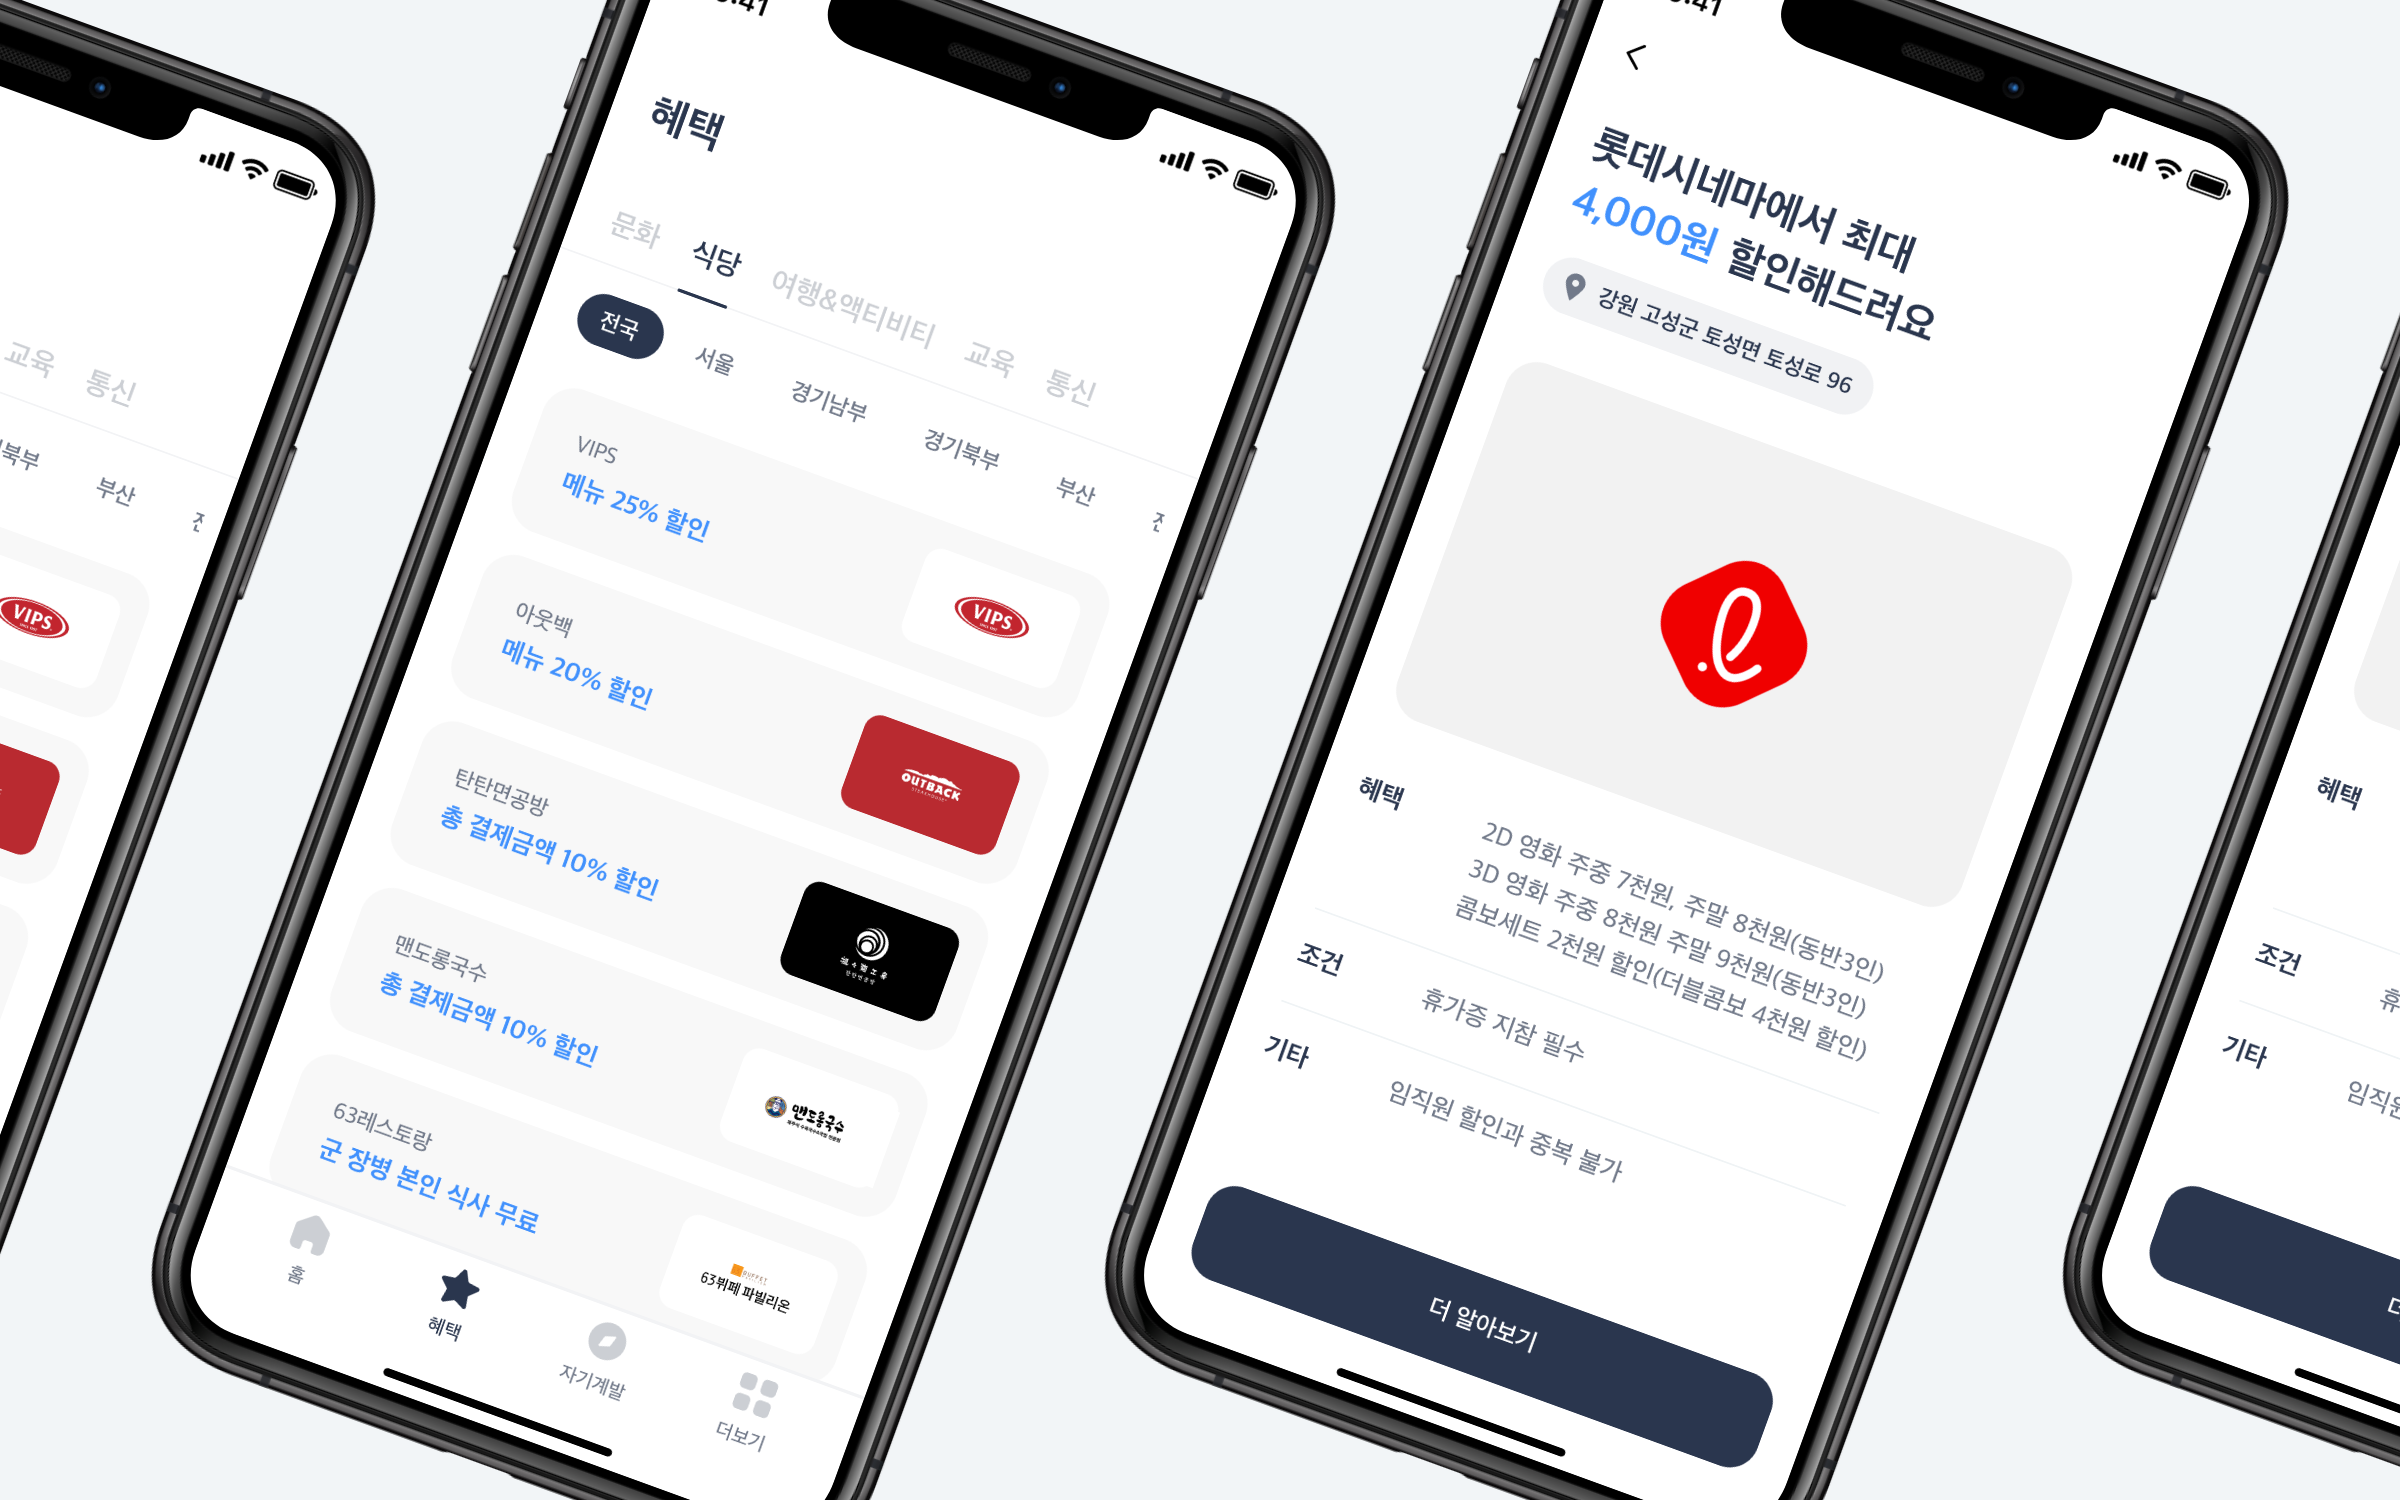 교육 통신
북부 부산
VIPS
혜택
문화 식당 여행&액티비티 교육 통신
전국 서울 경기남부 경기북부 부산
VIPS
메뉴 25% 할인
VIPS
아웃백
메뉴 20% 할인
OUTBACK
STEAKHOUSE
탄탄면공방
총 결제금액 10% 할인
탄탄면공방
맨도롱국수
총 결제금액 10% 할인
맨도롱국수
63레스토랑
군 장병 본인 식사 무료
BUFFET
63뷔페 파빌리온
홈
혜택
자기계발
더보기
롯데시네마에서 최대
4,000원 할인해드려요
강원 고성군 토성면 토성로 96
혜택
2D 영화 주중 7천원, 주말 8천원(동반3인)
3D 영화 주중 8천원 주말 9천원(동반3인)
콤보세트 2천원 할인(더블콤보 4천원 할인)
조건
휴가증 지참 필수
기타
임직원 할인과 중복 불가
더 알아보기
혜택
조건
휴
기타
임직원